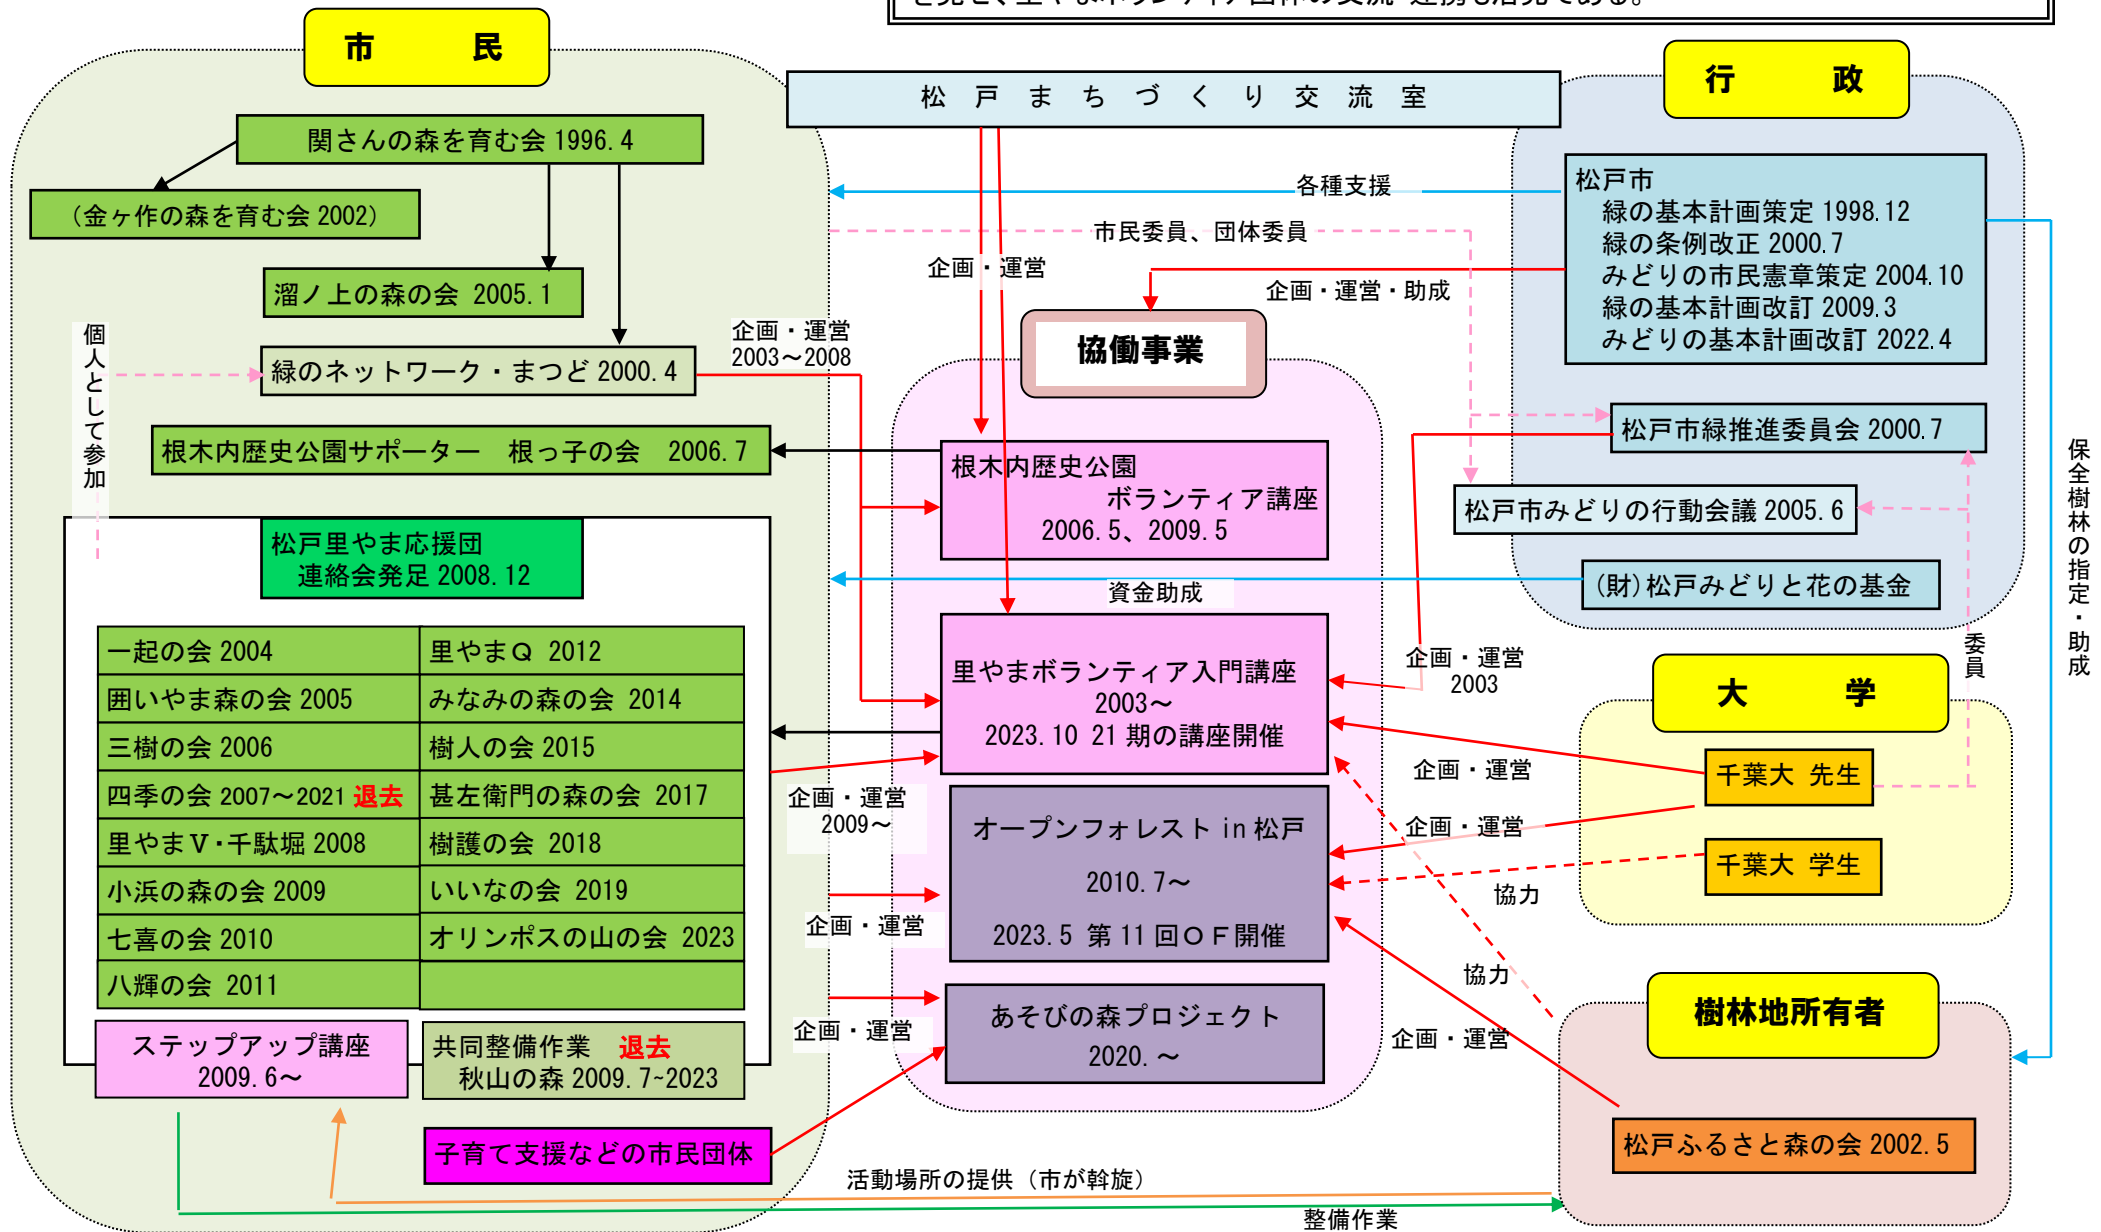 市　民
行　政
松 戸 ま ち づ く り 交 流 室
関さんの森を育む会 1996.4
(金ヶ作の森を育む会 2002)
溜ノ上の森の会 2005.1
緑のネットワーク・まつど 2000.4
個人として参加
根木内歴史公園サポーター　根っ子の会　2006.7
松戸里やま応援団
連絡会発足 2008.12
一起の会 2004
囲いやま森の会 2005
三樹の会 2006
四季の会 2007～2021 退去
里やまV・千駄堀 2008
小浜の森の会 2009
七喜の会 2010
八輝の会 2011
里やまQ 2012
みなみの森の会 2014
樹人の会 2015
甚左衛門の森の会 2017
樹護の会 2018
いいなの会 2019
オリンポスの山の会 2023
ステップアップ講座
2009.6～
共同整備作業　退去
秋山の森 2009.7~2023
子育て支援などの市民団体
企画・運営
2003～2008
企画・運営
各種支援
市民委員、団体委員
企画・運営・助成
協働事業
根木内歴史公園
ボランティア講座
2006.5、2009.5
資金助成
里やまボランティア入門講座
2003～
2023.10 21期の講座開催
オープンフォレスト in 松戸
2010.7～
2023.5 第11回OF開催
あそびの森プロジェクト
2020.～
企画・運営
2009～
企画・運営
企画・運営
企画・運営
2003
企画・運営
企画・運営
協力
協力
企画・運営
松戸市
緑の基本計画策定 1998.12
緑の条例改正 2000.7
みどりの市民憲章策定 2004.10
緑の基本計画改訂 2009.3
みどりの基本計画改訂 2022.4
松戸市緑推進委員会 2000.7
松戸市みどりの行動会議 2005.6
(財)松戸みどりと花の基金
委員
保全樹林の指定・助成
大　学
千葉大 先生
千葉大 学生
樹林地所有者
松戸ふるさと森の会 2002.5
活動場所の提供（市が斡旋）
整備作業